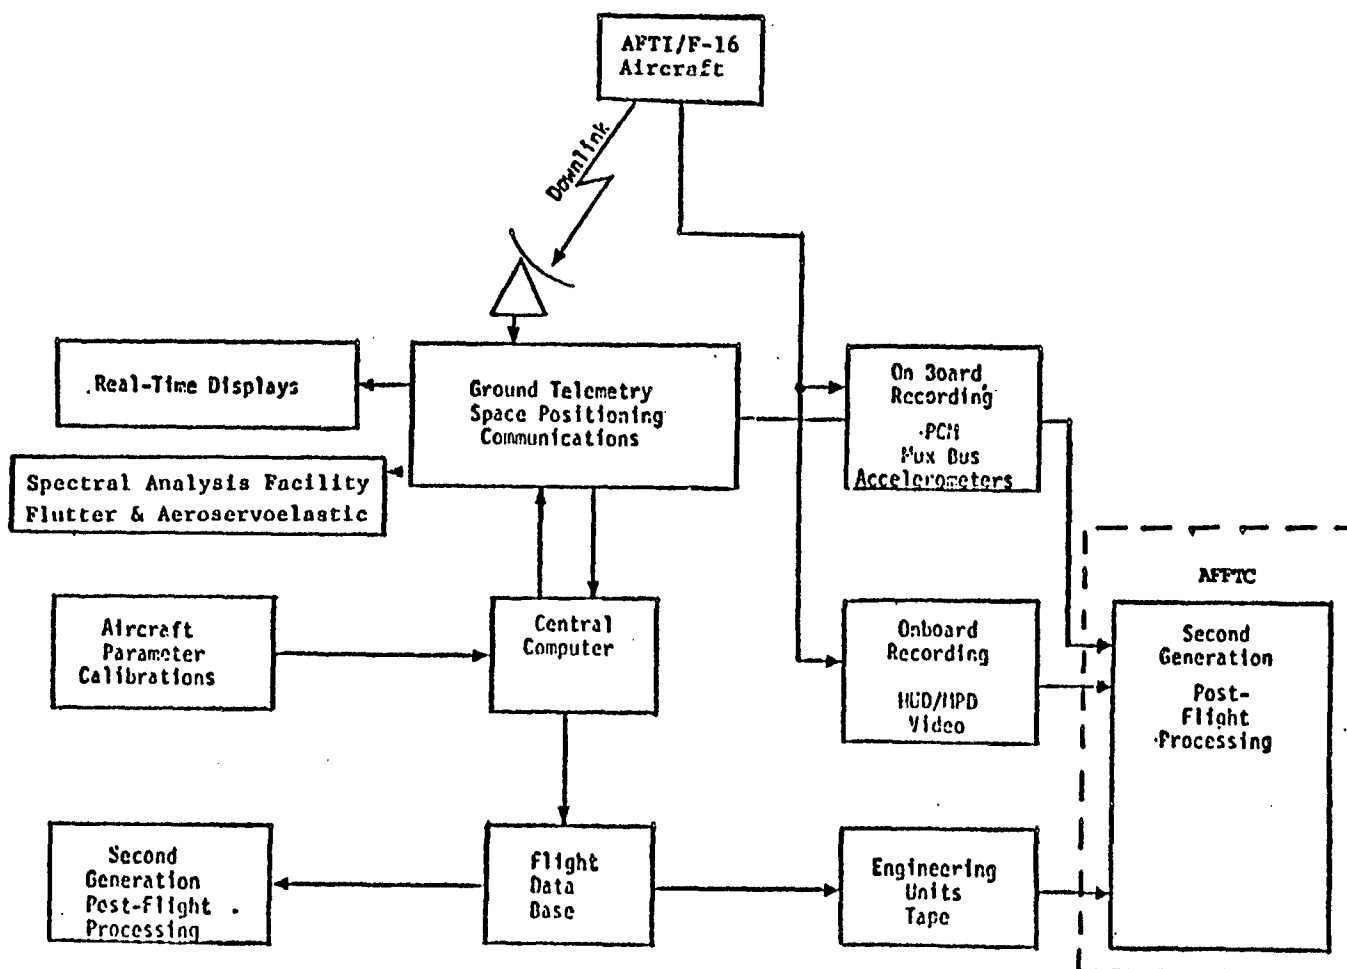 AFTI/F-16
Aircraft
Downlink
.Real-Time Displays
Ground Telemetry
Space Positioning
Communications
On Board
Recording
PCM
Mux Bus
Accelerometers
Spectral Analysis Facility
Flutter & Aeroservoelastic
AFFTC
Aircraft
Parameter
Calibrations
Central
Computer
Onboard
Recording
HUD/MPD
Video
Second
Generation
Post-
Flight
Processing
Second
Generation
Post-Flight
Processing
Flight
Data
Base
Engineering
Units
Tape